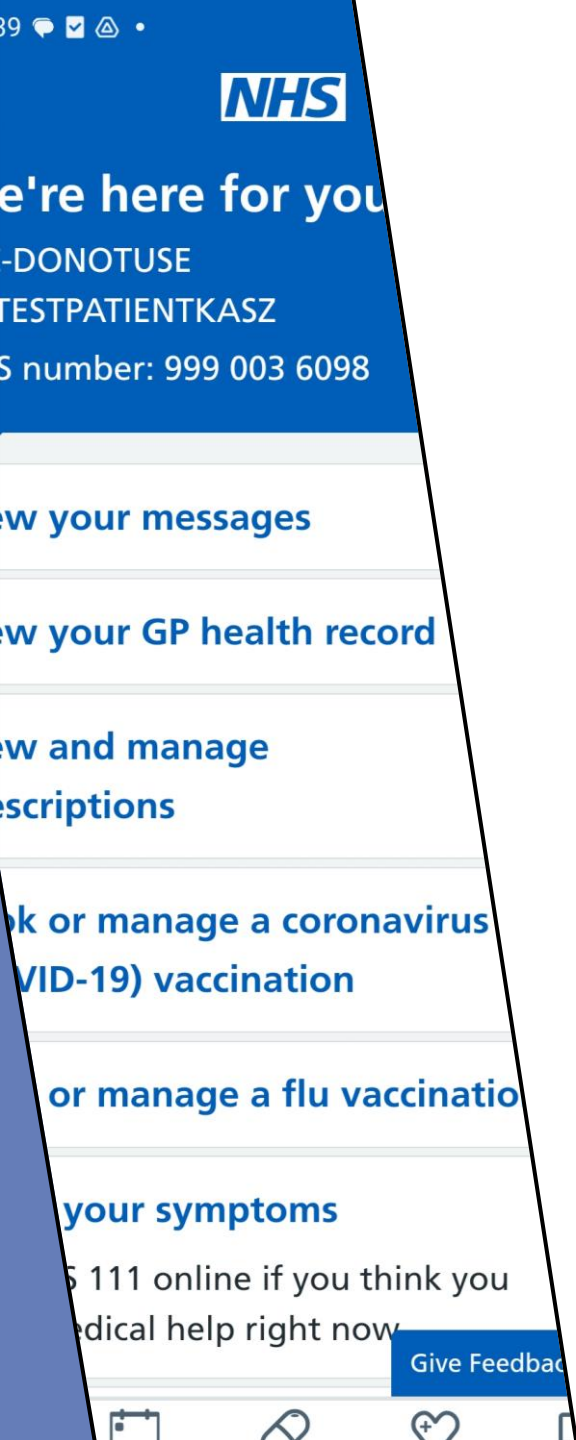 39
NHS
e're here for you
-DONOTUSE
TESTPATIENTKASZ
S number: 999 003 6098
ew your messages
ew your GP health record
ew and manage
escriptions
ok or manage a coronavirus
VID-19) vaccination
or manage a flu vaccinatio
your symptoms
S 111 online if you think you
edical help right now
Give Feedbac